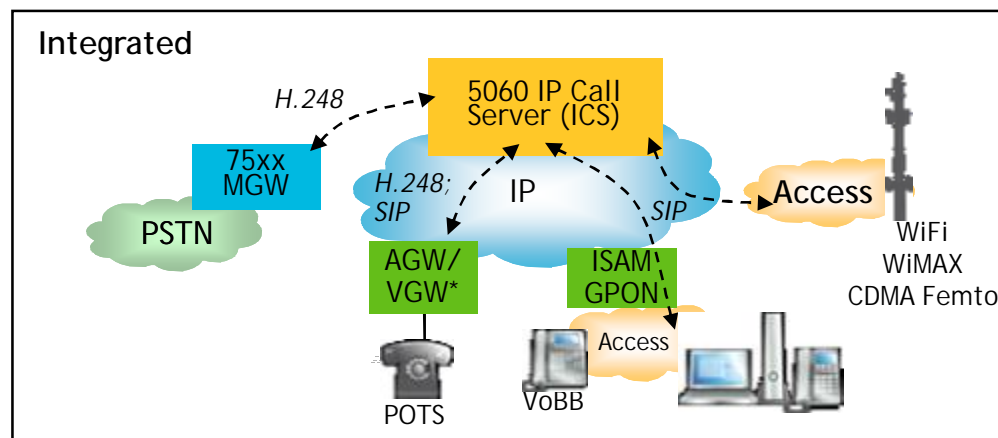 Integrated
H.248
5060 IP Call
Server (ICS)
75xx
MGW
H.248;
SIP
IP
SIP
Access
PSTN
AGW/
VGW*
ISAM
GPON
WiFi
WiMAX
CDMA Femto
Access
POTS
VoBB